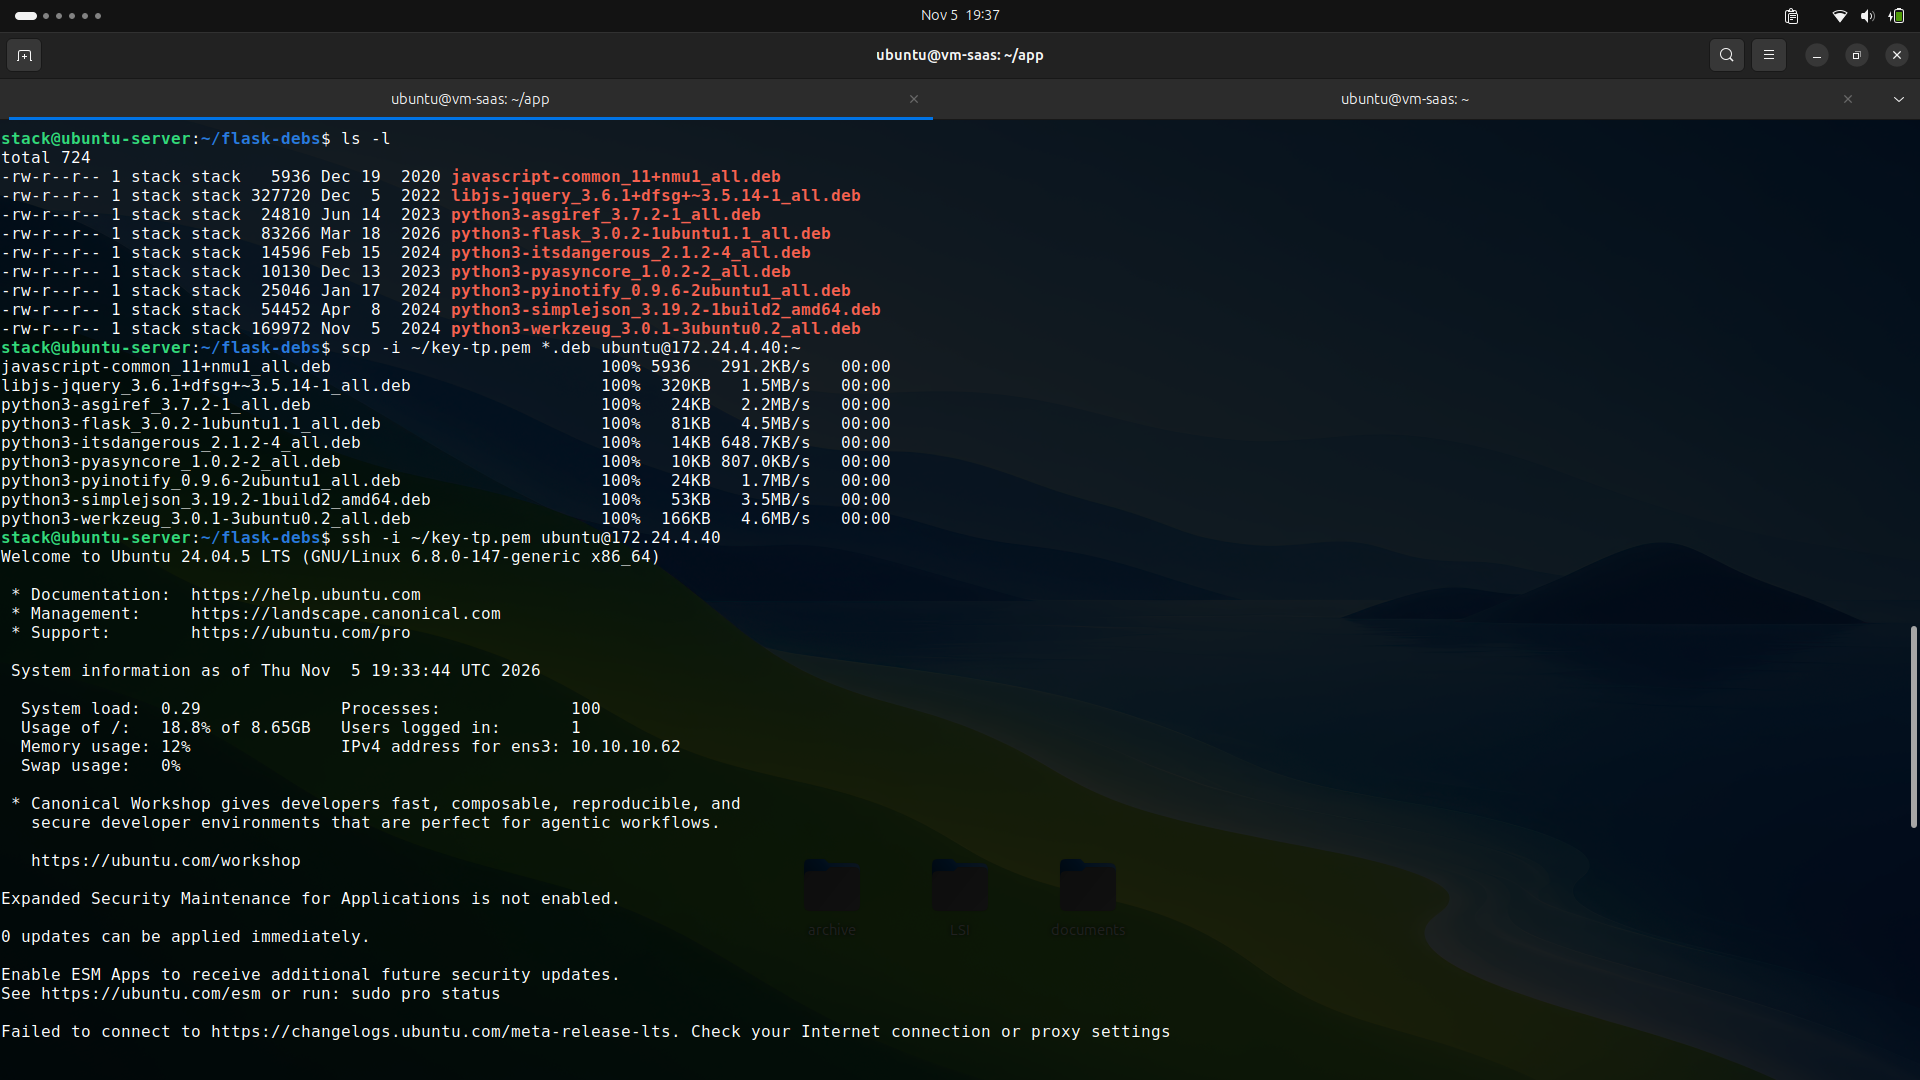 Nov 5 19:37
ubuntu@vm-saas: ~/app
ubuntu@vm-saas: ~/app
ubuntu@vm-saas: ~
stack@ubuntu-server:~/flask-debs$ ls -l
total 724
-rw-r--r-- 1 stack stack   5936 Dec 19  2020 javascript-common_11+nmu1_all.deb
-rw-r--r-- 1 stack stack 327720 Dec  5  2022 libjs-jquery_3.6.1+dfsg+~3.5.14-1_all.deb
-rw-r--r-- 1 stack stack  24810 Jun 14  2023 python3-asgiref_3.7.2-1_all.deb
-rw-r--r-- 1 stack stack  83266 Mar 18  2026 python3-flask_3.0.2-1ubuntu1.1_all.deb
-rw-r--r-- 1 stack stack  14596 Feb 15  2024 python3-itsdangerous_2.1.2-4_all.deb
-rw-r--r-- 1 stack stack  10130 Dec 13  2023 python3-pyasyncore_1.0.2-2_all.deb
-rw-r--r-- 1 stack stack  25046 Jan 17  2024 python3-pyinotify_0.9.6-2ubuntu1_all.deb
-rw-r--r-- 1 stack stack  54452 Apr  8  2024 python3-simplejson_3.19.2-1build2_amd64.deb
-rw-r--r-- 1 stack stack 169972 Nov  5  2024 python3-werkzeug_3.0.1-3ubuntu0.2_all.deb
stack@ubuntu-server:~/flask-debs$ scp -i ~/key-tp.pem *.deb ubuntu@172.24.4.40:~
javascript-common_11+nmu1_all.deb                           100% 5936   291.2KB/s   00:00
libjs-jquery_3.6.1+dfsg+~3.5.14-1_all.deb                   100%  320KB   1.5MB/s   00:00
python3-asgiref_3.7.2-1_all.deb                             100%   24KB   2.2MB/s   00:00
python3-flask_3.0.2-1ubuntu1.1_all.deb                      100%   81KB   4.5MB/s   00:00
python3-itsdangerous_2.1.2-4_all.deb                        100%   14KB 648.7KB/s   00:00
python3-pyasyncore_1.0.2-2_all.deb                          100%   10KB 807.0KB/s   00:00
python3-pyinotify_0.9.6-2ubuntu1_all.deb                    100%   24KB   1.7MB/s   00:00
python3-simplejson_3.19.2-1build2_amd64.deb                 100%   53KB   3.5MB/s   00:00
python3-werkzeug_3.0.1-3ubuntu0.2_all.deb                   100%  166KB   4.6MB/s   00:00
stack@ubuntu-server:~/flask-debs$ ssh -i ~/key-tp.pem ubuntu@172.24.4.40
Welcome to Ubuntu 24.04.5 LTS (GNU/Linux 6.8.0-147-generic x86_64)
* Documentation:  https://help.ubuntu.com
* Management:     https://landscape.canonical.com
* Support:        https://ubuntu.com/pro
System information as of Thu Nov  5 19:33:44 UTC 2026
System load:  0.29              Processes:             100
Usage of /:   18.8% of 8.65GB   Users logged in:       1
Memory usage: 12%               IPv4 address for ens3: 10.10.10.62
Swap usage:   0%
* Canonical Workshop gives developers fast, composable, reproducible, and
secure developer environments that are perfect for agentic workflows.
https://ubuntu.com/workshop
Expanded Security Maintenance for Applications is not enabled.
archive LSI documents
0 updates can be applied immediately.
Enable ESM Apps to receive additional future security updates.
See https://ubuntu.com/esm or run: sudo pro status
Failed to connect to https://changelogs.ubuntu.com/meta-release-lts. Check your Internet connection or proxy settings